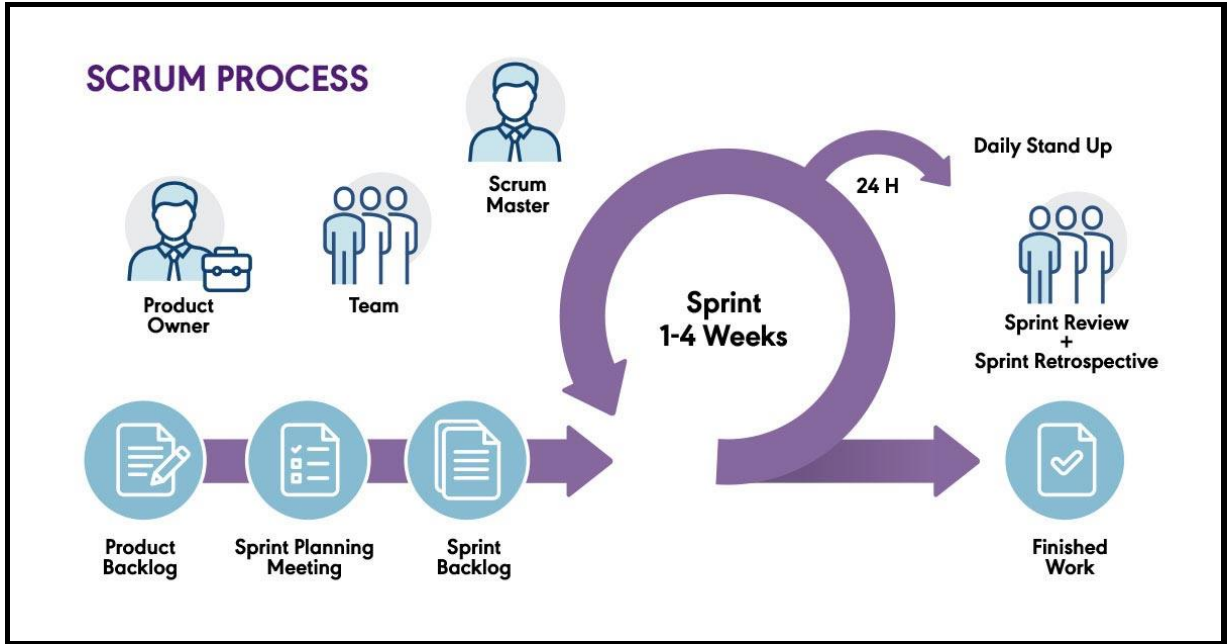 SCRUM PROCESS
Scrum
Master
Product
Owner
Team
Daily Stand Up
24 H
Sprint
1-4 Weeks
Sprint Review
+
Sprint Retrospective
Product
Backlog
Sprint Planning
Meeting
Sprint
Backlog
Finished
Work